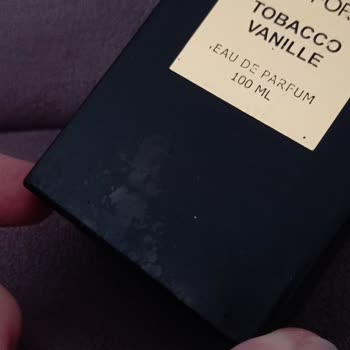 TOBACCO
VANILLE
EAU DE PARFUM
100 ML